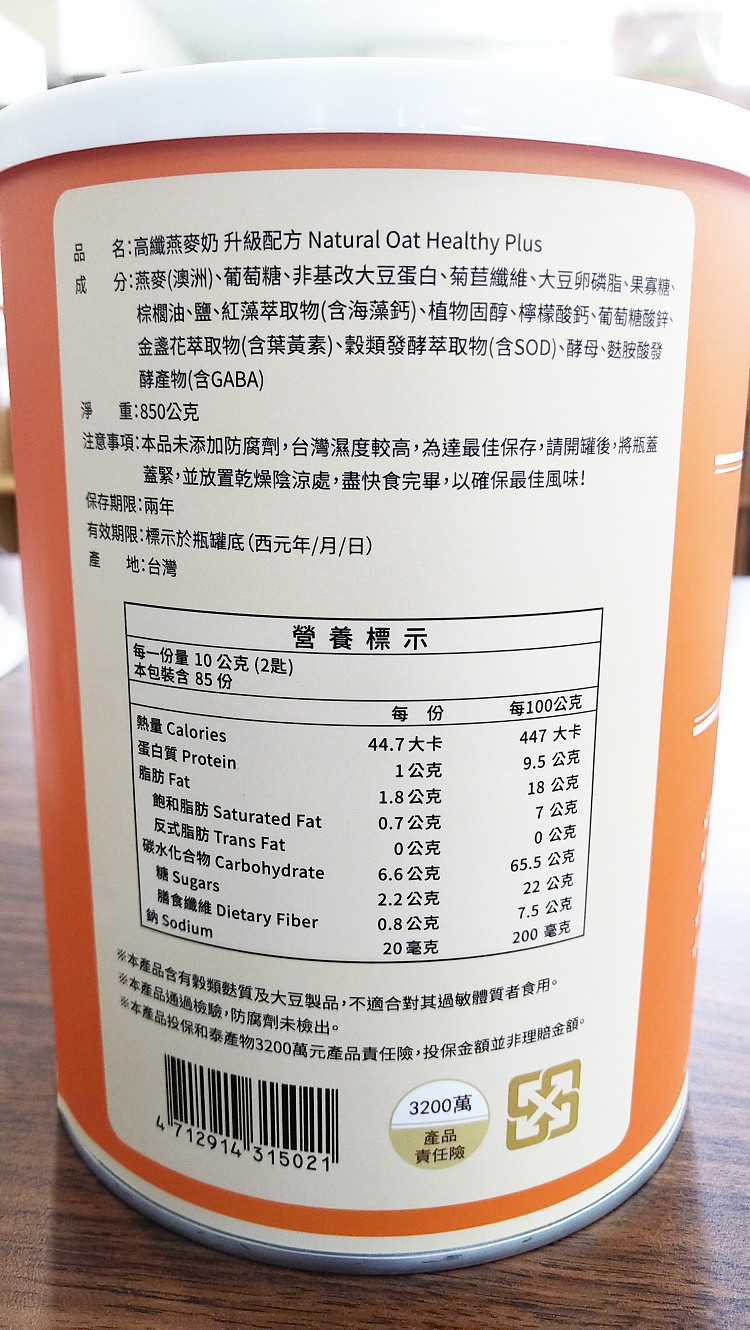 品 名:高纖燕麥奶 升級配方 Natural Oat Healthy Plus
成 分:燕麥(澳洲)、葡萄糖、非基改大豆蛋白、菊苣纖維、大豆卵磷脂、果寡糖、
棕櫚油、鹽、紅藻萃取物(含海藻鈣)、植物固醇、檸檬酸鈣、葡萄糖酸鋅、
金盞花萃取物(含葉黃素)、穀類發酵萃取物(含SOD)、酵母、麩胺酸發
酵產物(含GABA)
淨 重:850公克
注意事項:本品未添加防腐劑,台灣濕度較高,為達最佳保存,請開罐後,將瓶蓋
蓋緊,並放置乾燥陰涼處,盡快食完畢,以確保最佳風味!
保存期限:兩年
有效期限:標示於瓶罐底(西元年/月/日)
產 地:台灣
營養標示
每一份量 10 公克 (2匙)
本包裝含 85 份
每 份 每100公克
熱量 Calories 44.7大卡 447 大卡
蛋白質 Protein 1公克 9.5 公克
脂肪 Fat 1.8公克 18 公克
飽和脂肪 Saturated Fat 0.7公克 7 公克
反式脂肪 Trans Fat 0公克 0 公克
碳水化合物 Carbohydrate 6.6公克 65.5 公克
糖 Sugars 2.2公克 22 公克
膳食纖維 Dietary Fiber 0.8公克 7.5 公克
鈉 Sodium 20毫克 200 毫克
※本產品含有穀類麩質及大豆製品,不適合對其過敏體質者食用。
※本產品通過檢驗,防腐劑未檢出。
※本產品投保和泰產物3200萬元產品責任險,投保金額並非理賠金額。
4 712914 315021
3200萬
產品
責任險